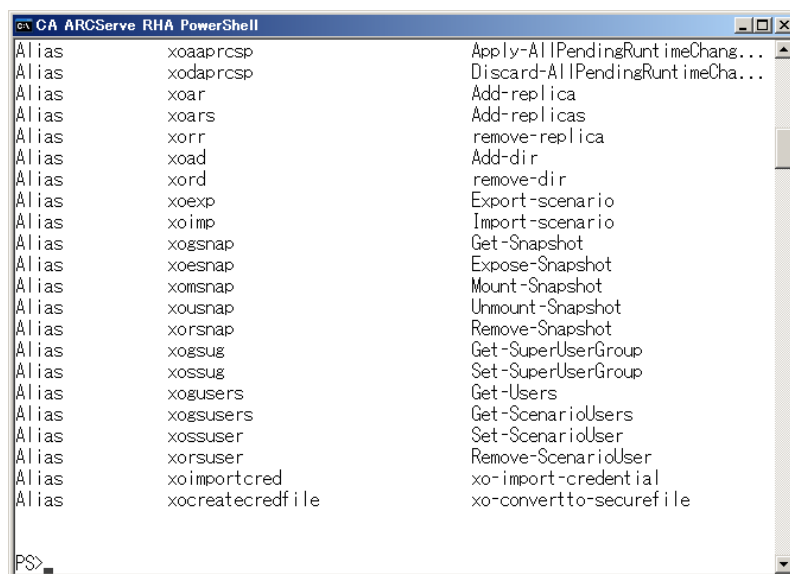 CA ARCServe RHA PowerShell
Alias xoaaprcsp Apply-AllPendingRuntimeChang...
Alias xodaprcsp Discard-AllPendingRuntimeCha...
Alias xoar Add-replica
Alias xoars Add-replicas
Alias xorr remove-replica
Alias xoad Add-dir
Alias xord remove-dir
Alias xoexp Export-scenario
Alias xoimp Import-scenario
Alias xogsnap Get-Snapshot
Alias xoesnap Expose-Snapshot
Alias xomsnap Mount-Snapshot
Alias xousnap Unmount-Snapshot
Alias xorsnap Remove-Snapshot
Alias xogsug Get-SuperUserGroup
Alias xossug Set-SuperUserGroup
Alias xogusers Get-Users
Alias xogsusers Get-ScenarioUsers
Alias xossuser Set-ScenarioUser
Alias xorsuser Remove-ScenarioUser
Alias xoimportcred xo-import-credential
Alias xocreatecredfile xo-convertto-securefile
PS>